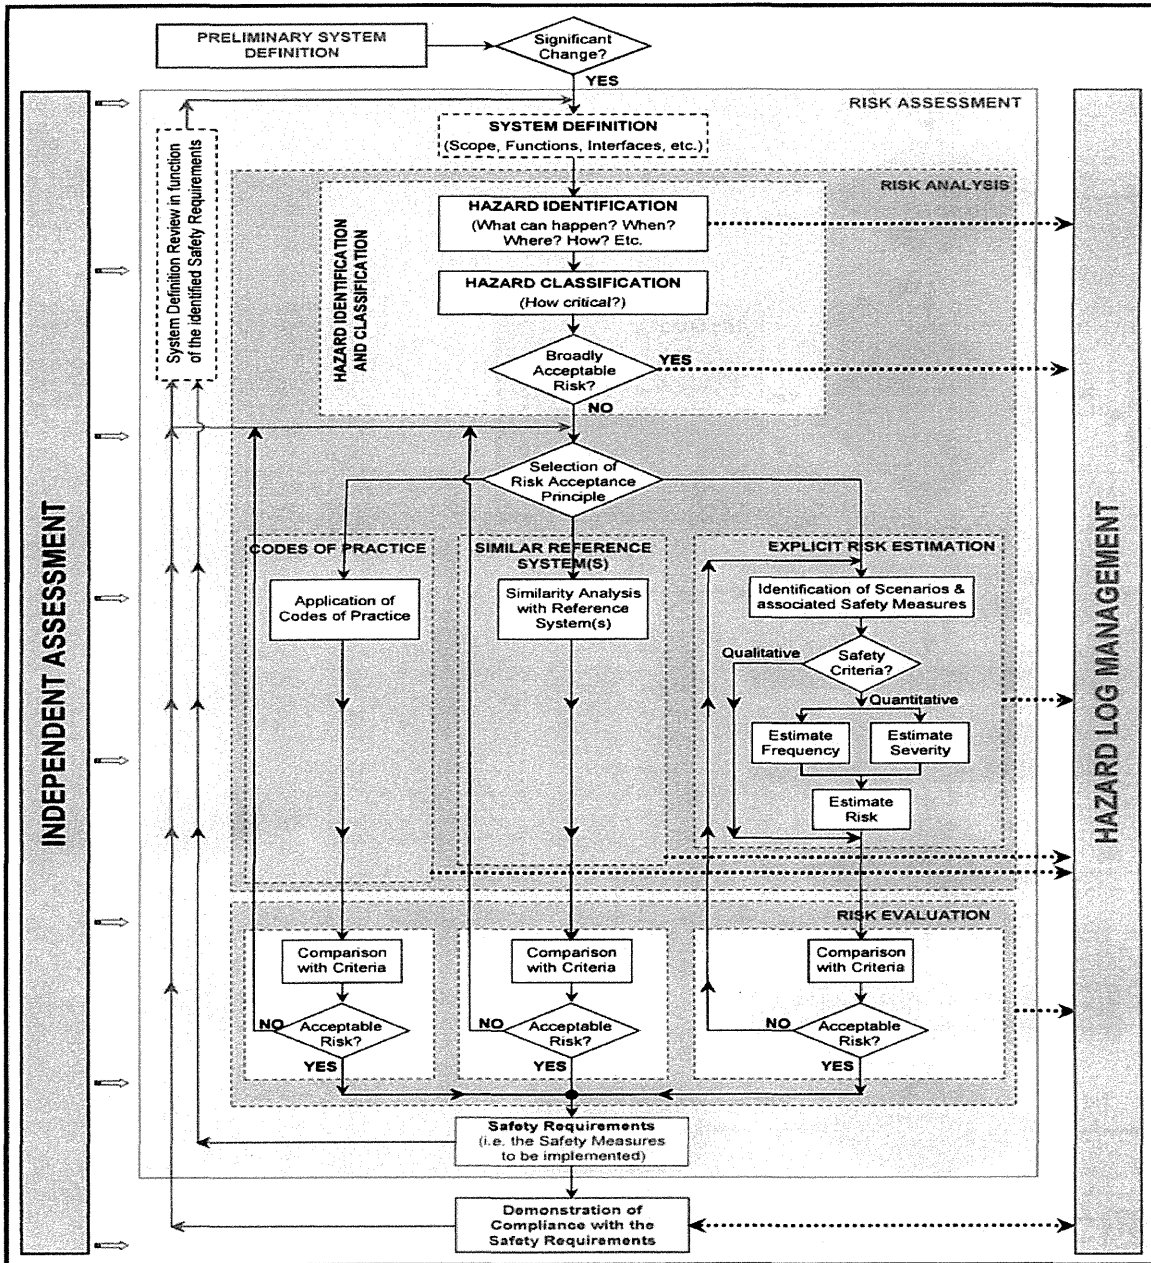 PRELIMINARY SYSTEM
DEFINITION
Significant
Change?
YES
RISK ASSESSMENT
SYSTEM DEFINITION
(Scope, Functions, Interfaces, etc.)
System Definition Review in function
of the identified Safety Requirements
RISK ANALYSIS
HAZARD IDENTIFICATION
AND CLASSIFICATION
HAZARD IDENTIFICATION
(What can happen? When?
Where? How? Etc.
HAZARD CLASSIFICATION
(How critical?)
Broadly
Acceptable
Risk?
YES
NO
Selection of
Risk Acceptance
Principle
INDEPENDENT ASSESSMENT
HAZARD LOG MANAGEMENT
CODES OF PRACTICE
Application of
Codes of Practice
SIMILAR REFERENCE
SYSTEM(S)
Similarity Analysis
with Reference
System(s)
EXPLICIT RISK ESTIMATION
Identification of Scenarios &
associated Safety Measures
Qualitative
Safety
Criteria?
Quantitative
Estimate
Frequency
Estimate
Severity
Estimate
Risk
RISK EVALUATION
Comparison
with Criteria
NO
Acceptable
Risk?
YES
Comparison
with Criteria
NO
Acceptable
Risk?
YES
Comparison
with Criteria
NO
Acceptable
Risk?
YES
Safety Requirements
(i.e. the Safety Measures
to be implemented)
Demonstration of
Compliance with the
Safety Requirements